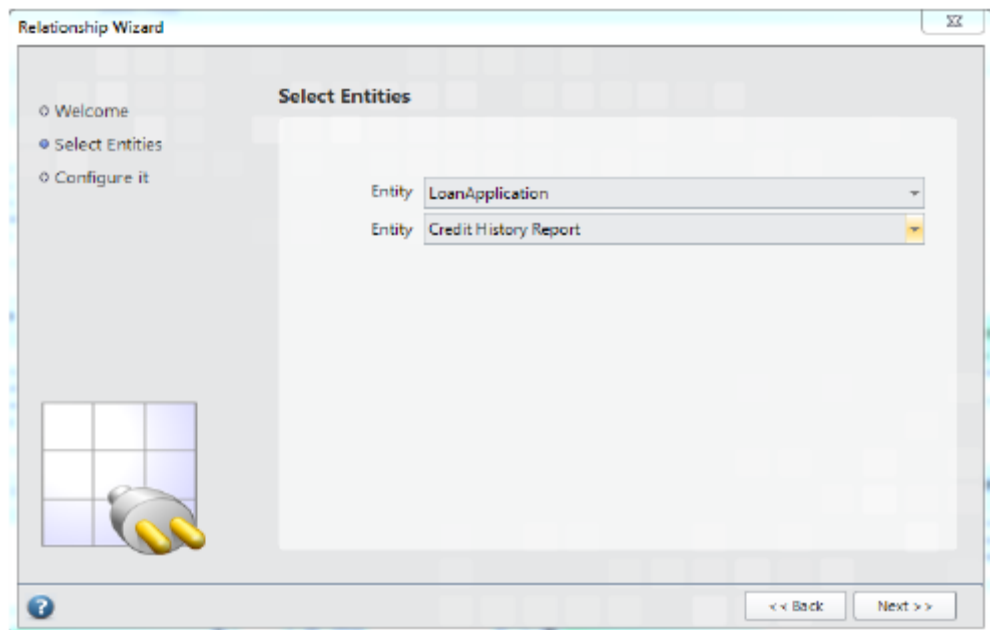 Relationship Wizard
Welcome
Select Entities
Configure it
Select Entities
Entity LoanApplication
Entity Credit History Report
?
<< Back Next >>